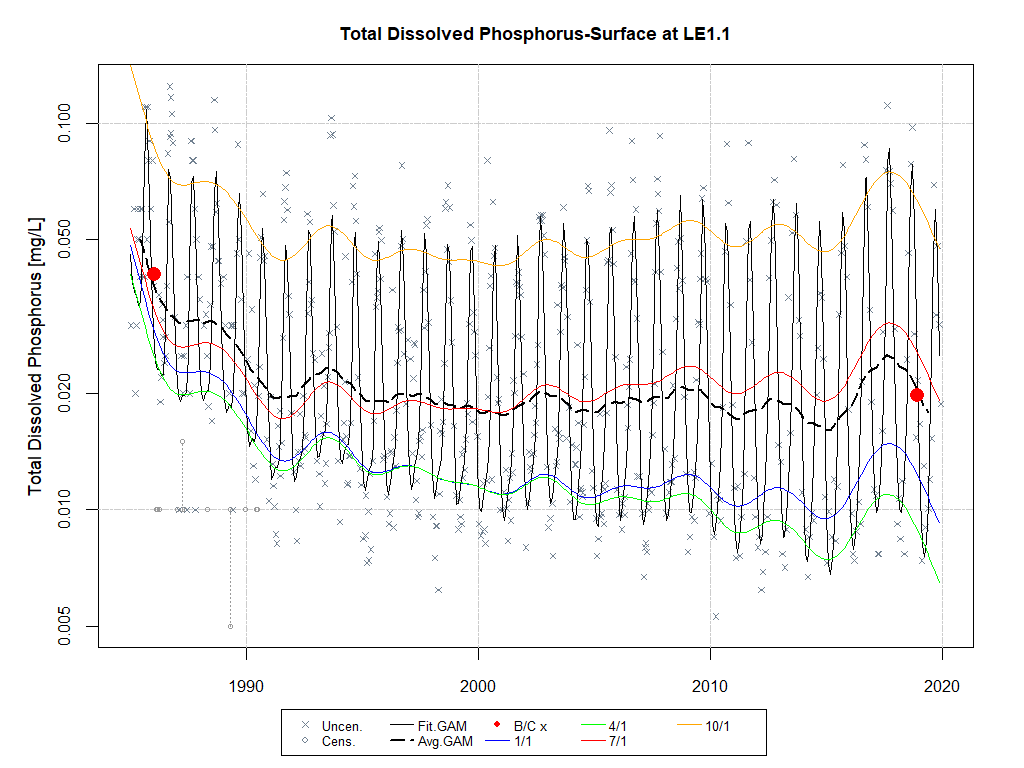 Total Dissolved Phosphorus-Surface at LE1.1
Total Dissolved Phosphorus [mg/L]
0.100
0.050
0.020
0.010
0.005
1990 2000 2010 2020
Uncen. Fit.GAM B/C x 4/1 10/1
Cens. Avg.GAM 1/1 7/1